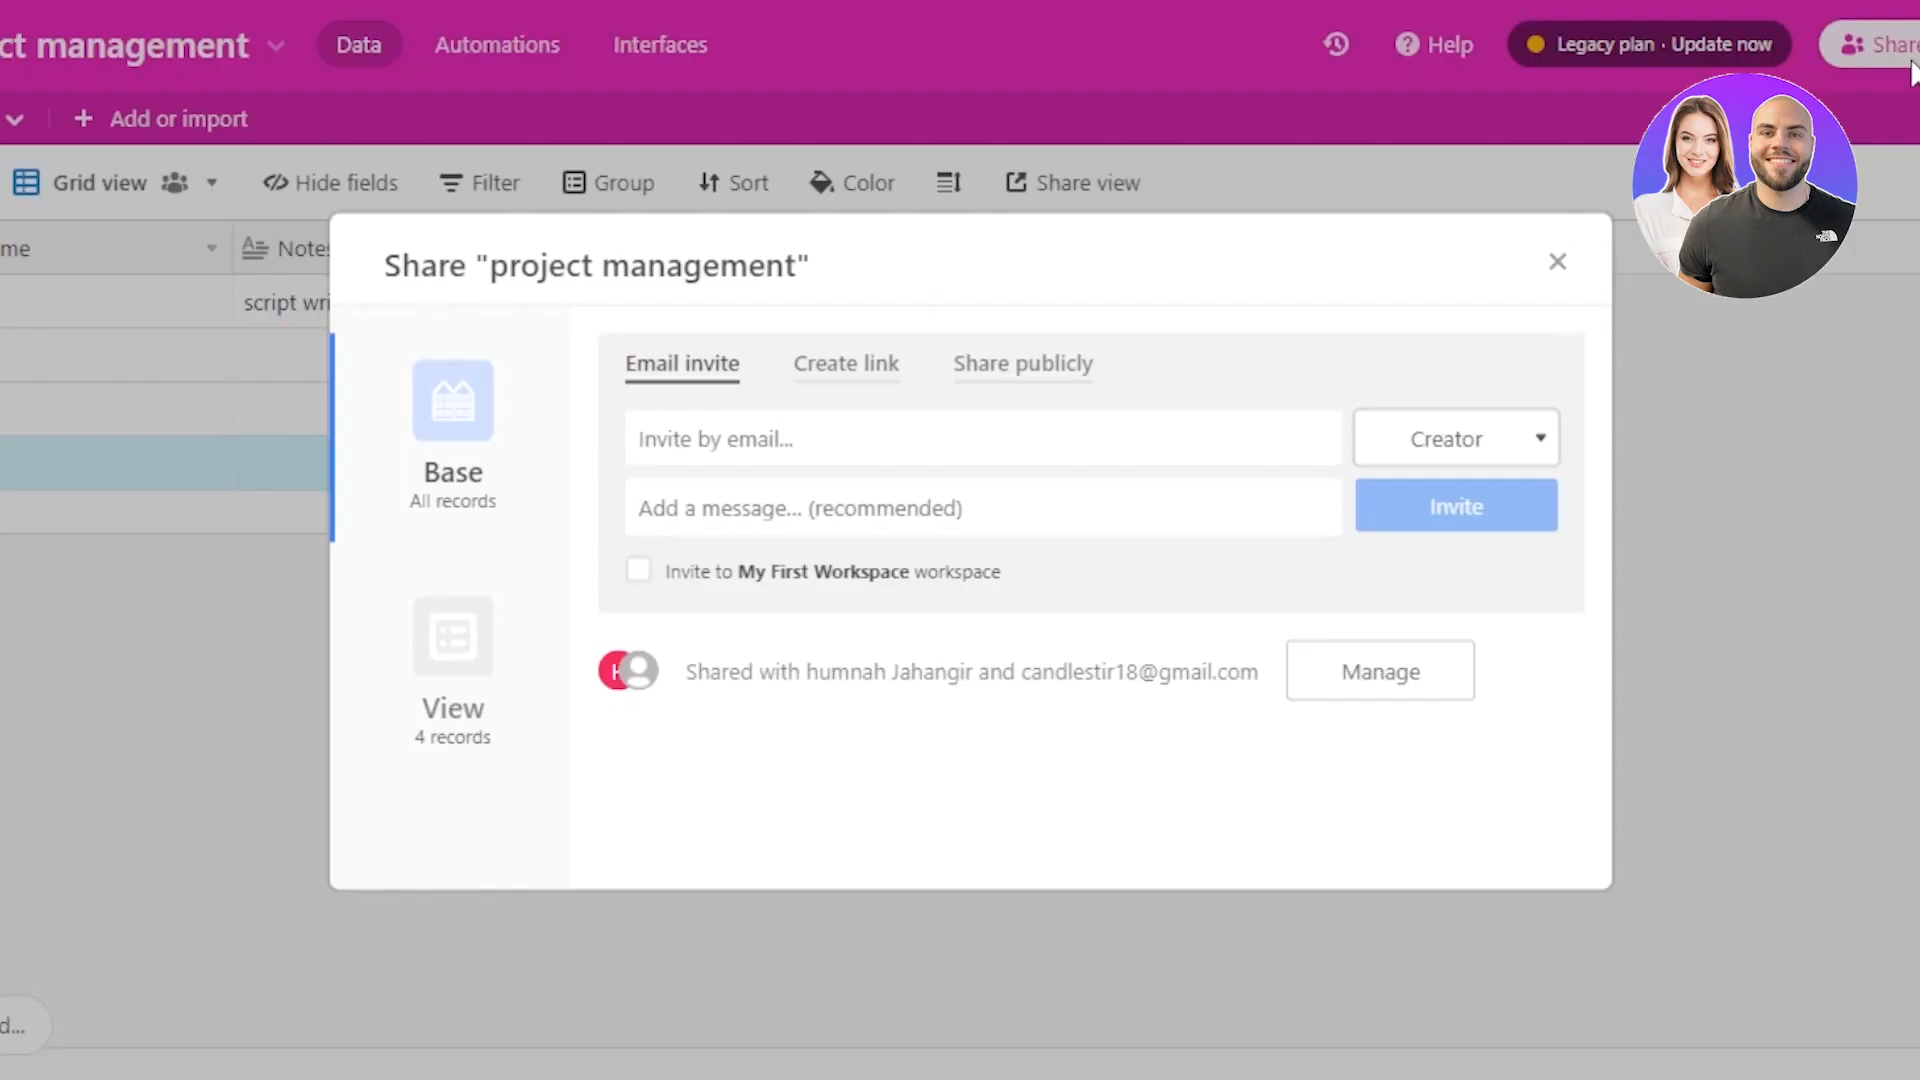 ct management
Data
Automations
Interfaces
Help
Legacy plan · Update now
Share
+ Add or import
Grid view
Hide fields
Filter
Group
Sort
Color
Share view
me
Notes
script wri
Share "project management"
Base
All records
View
4 records
Email invite
Create link
Share publicly
Invite by email...
Creator
Add a message... (recommended)
Invite
Invite to My First Workspace workspace
Shared with humnah Jahangir and candlestir18@gmail.com
Manage
d...
THE NORTH FACE